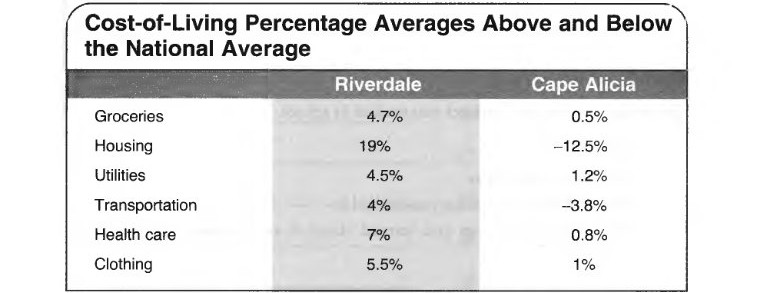 Cost-of-Living Percentage Averages Above and Below
the National Average
Riverdale Cape Alicia
Groceries 4.7% 0.5%
Housing 19% –12.5%
Utilities 4.5% 1.2%
Transportation 4% –3.8%
Health care 7% 0.8%
Clothing 5.5% 1%